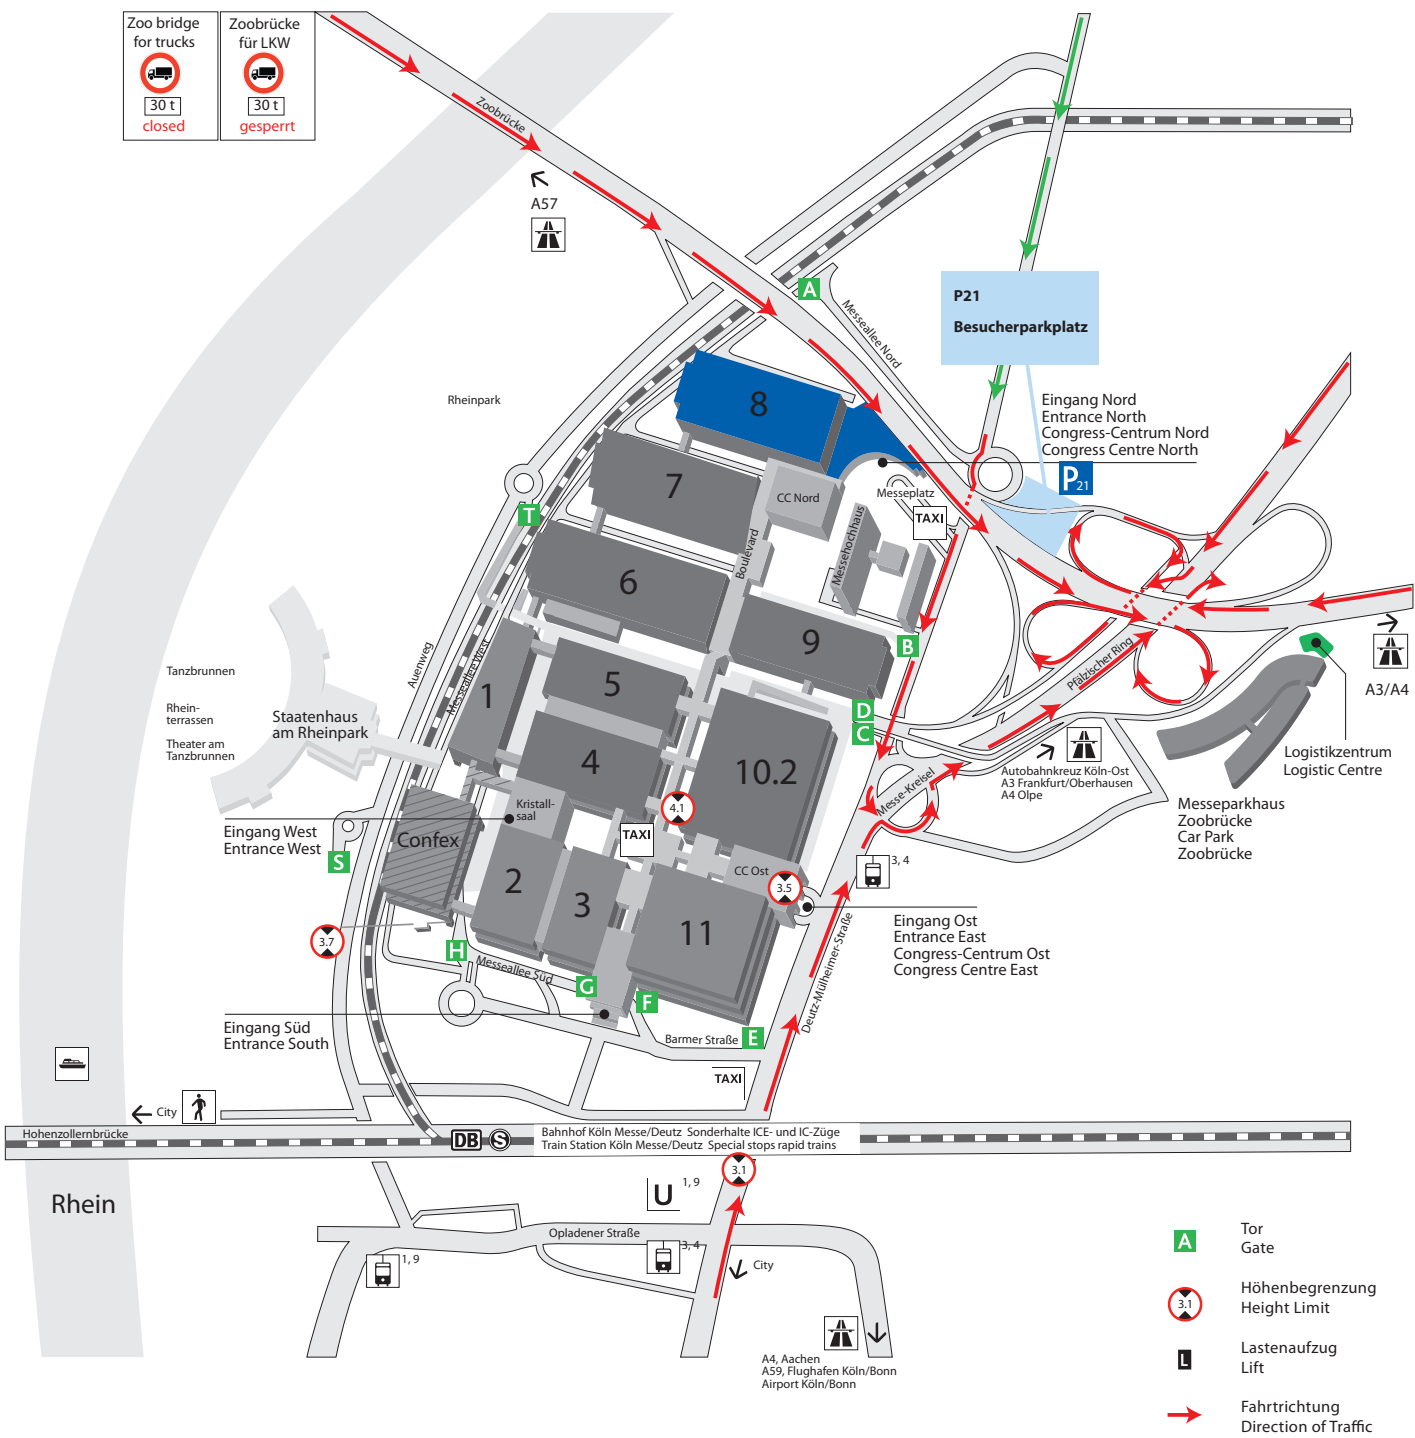 Zoo bridge
for trucks
30 t
closed
Zoobrücke
für LKW
30 t
gesperrt
Zoobrücke
A57
A
Messeallee Nord
P21
Besucherparkplatz
Rheinpark
8
Eingang Nord
Entrance North
Congress-Centrum Nord
Congress Centre North
P21
7
CC Nord
Messeplatz
TAXI
T
Boulevard
Messehochhaus
6
9
B
Auenweg
Messeallee West
1
5
Pfälzischer Ring
A3/A4
Tanzbrunnen
Rhein-
terrassen
Theater am
Tanzbrunnen
Staatenhaus
am Rheinpark
D
C
4
10.2
Logistikzentrum
Logistic Centre
Autobahnkreuz Köln-Ost
A3 Frankfurt/Oberhausen
A4 Olpe
Messe-Kreisel
Messeparkhaus
Zoobrücke
Car Park
Zoobrücke
Kristall-
saal
4.1
TAXI
Eingang West
Entrance West
Confex
S
2
3
CC Ost
3.5
3, 4
11
Eingang Ost
Entrance East
Congress-Centrum Ost
Congress Centre East
3.7
H
Messeallee Süd
G
F
E
Deutz-Mülheimer-Straße
Eingang Süd
Entrance South
Barmer Straße
TAXI
City
Hohenzollernbrücke
DB
S
Bahnhof Köln Messe/Deutz Sonderhalte ICE- und IC-Züge
Train Station Köln Messe/Deutz Special stops rapid trains
3.1
Rhein
U
1, 9
Opladener Straße
1, 9
3, 4
City
A4, Aachen
A59, Flughafen Köln/Bonn
Airport Köln/Bonn
A
Tor
Gate
3.1
Höhenbegrenzung
Height Limit
L
Lastenaufzug
Lift
Fahrtrichtung
Direction of Traffic